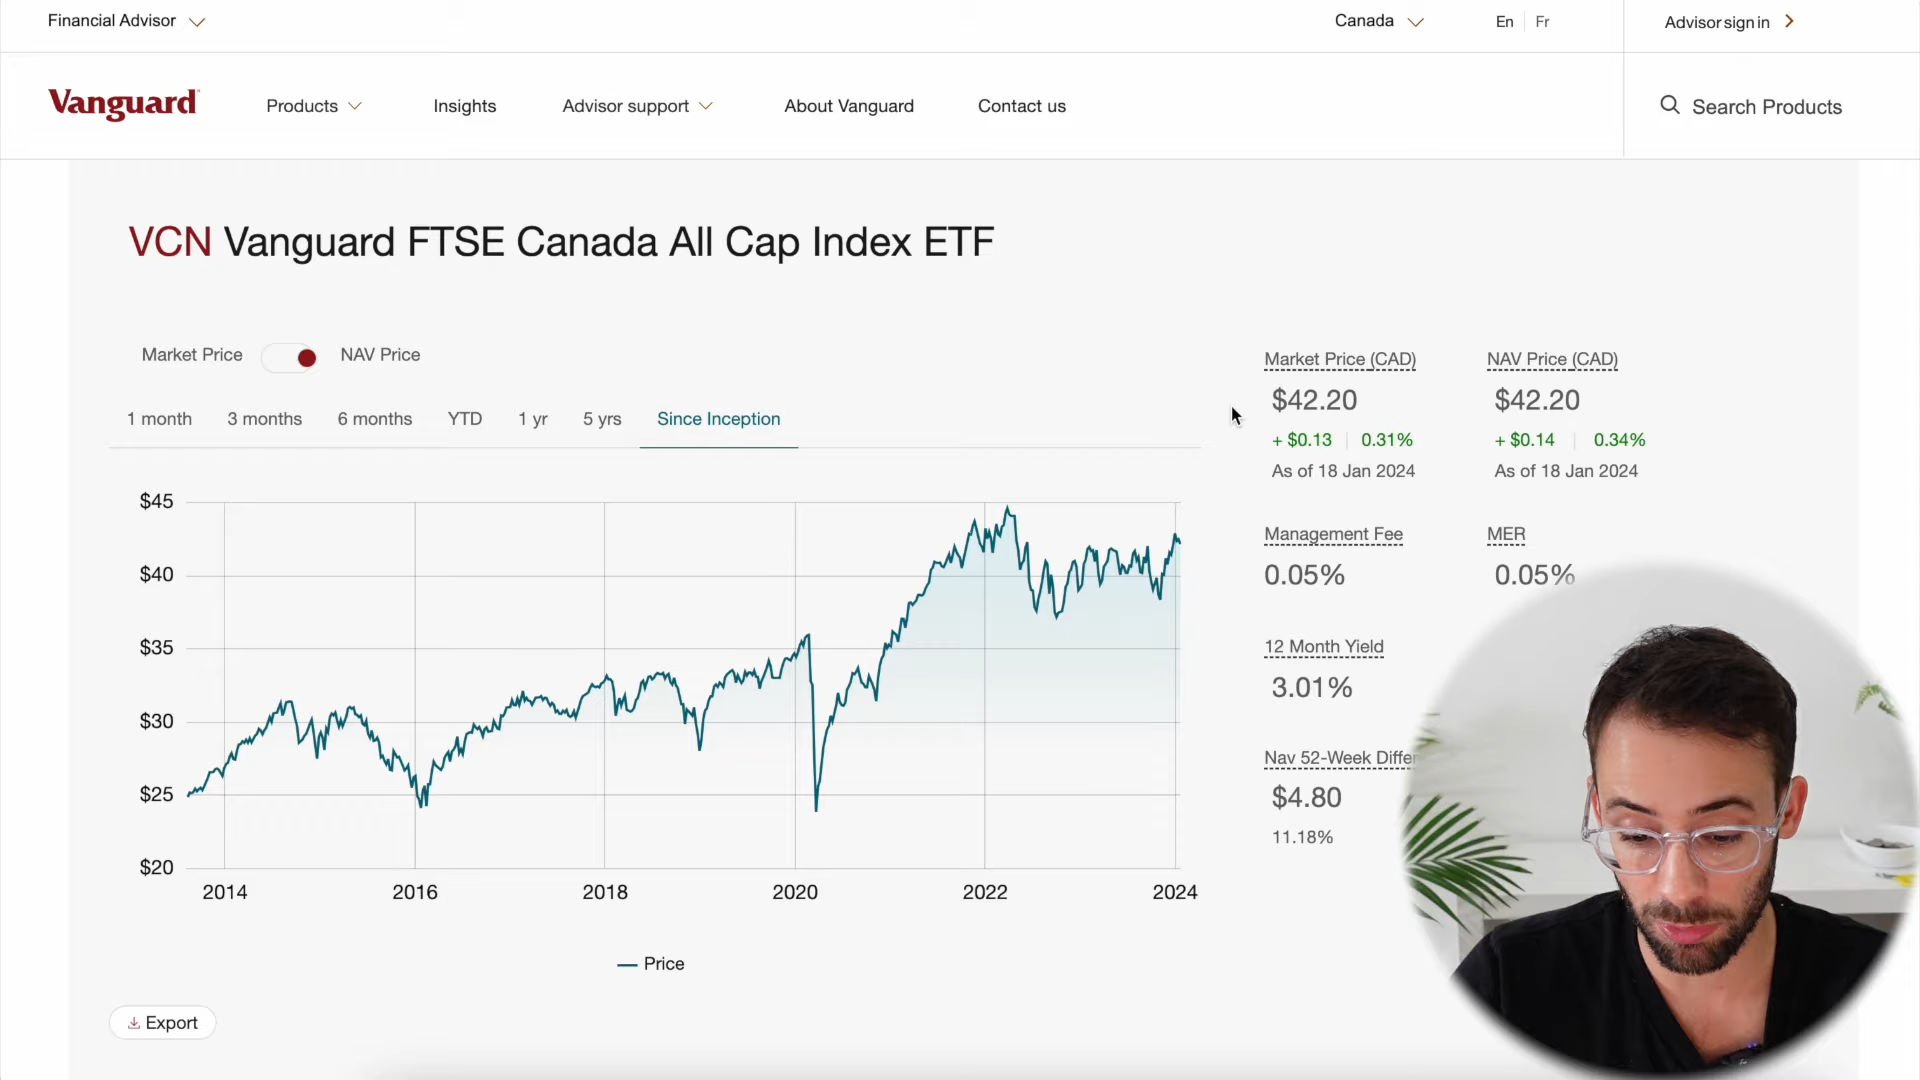 Financial Advisor
Canada
En Fr
Advisor sign in
Vanguard
Products
Insights
Advisor support
About Vanguard
Contact us
Search Products
VCN Vanguard FTSE Canada All Cap Index ETF
Market Price
NAV Price
1 month
3 months
6 months
YTD
1 yr
5 yrs
Since Inception
$45
$40
$35
$30
$25
$20
2014
2016
2018
2020
2022
2024
Price
Export
Market Price (CAD)
$42.20
+ $0.13 0.31%
As of 18 Jan 2024
NAV Price (CAD)
$42.20
+ $0.14 0.34%
As of 18 Jan 2024
Management Fee
0.05%
MER
0.05%
12 Month Yield
3.01%
Nav 52-Week Differ
$4.80
11.18%